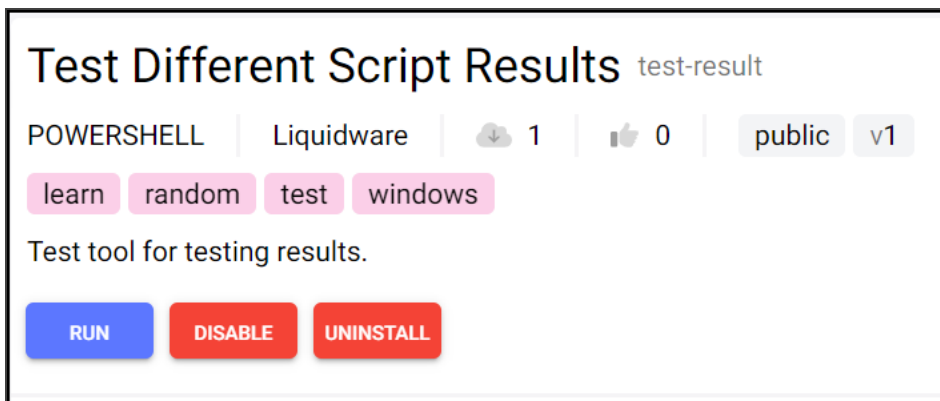 Test Different Script Results test-result
POWERSHELL Liquidware 1 0 public v1
learn random test windows
Test tool for testing results.
RUN DISABLE UNINSTALL